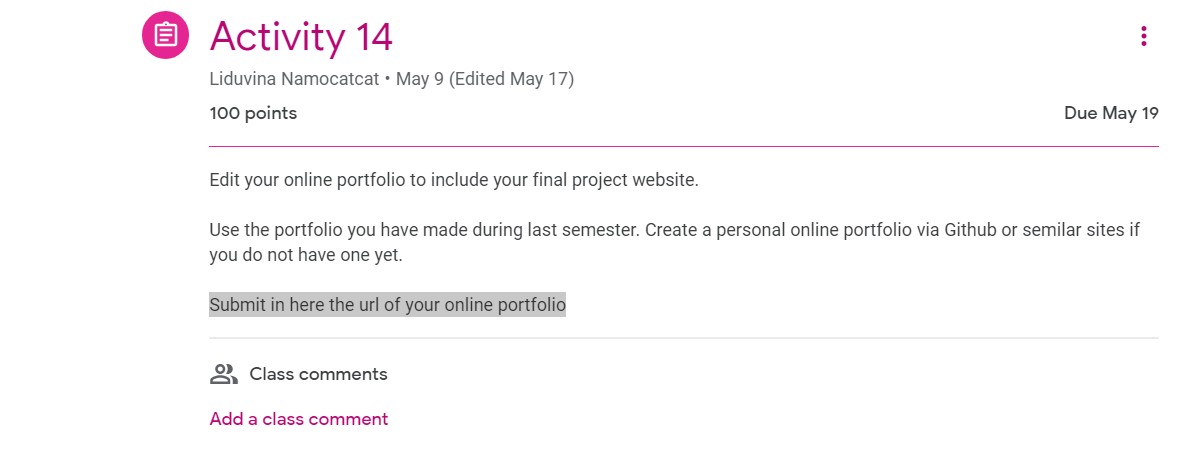 Activity 14
Liduvina Namocatcat • May 9 (Edited May 17)
100 points
Due May 19
Edit your online portfolio to include your final project website.
Use the portfolio you have made during last semester. Create a personal online portfolio via Github or semilar sites if
you do not have one yet.
Submit in here the url of your online portfolio
Class comments
Add a class comment